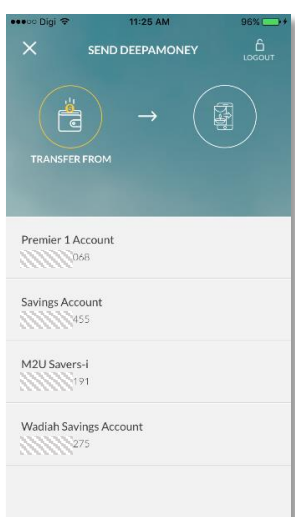 Digi 11:25 AM 96%
SEND DEEPAMONEY
LOGOUT
TRANSFER FROM
Premier 1 Account
068
Savings Account
455
M2U Savers-i
191
Wadiah Savings Account
275